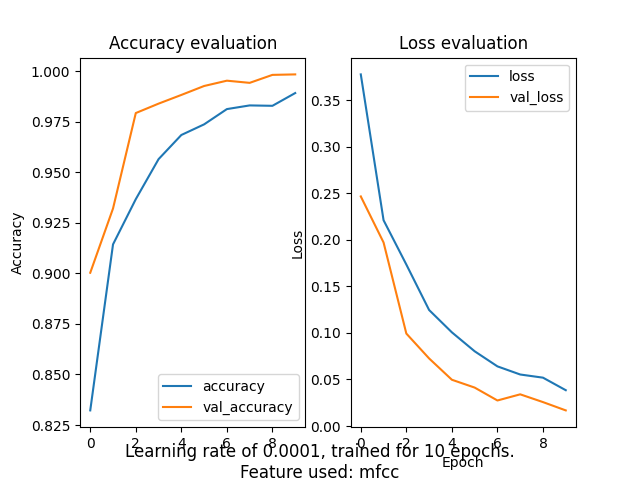 Accuracy evaluation
Loss evaluation
Accuracy
1.000
0.975
0.950
0.925
0.900
0.875
0.850
0.825
0 2 4 6 8
accuracy
val_accuracy
Loss
0.35
0.30
0.25
0.20
0.15
0.10
0.05
0.00
0 2 4 6 8
loss
val_loss
Epoch
Learning rate of 0.0001, trained for 10 epochs.
Feature used: mfcc